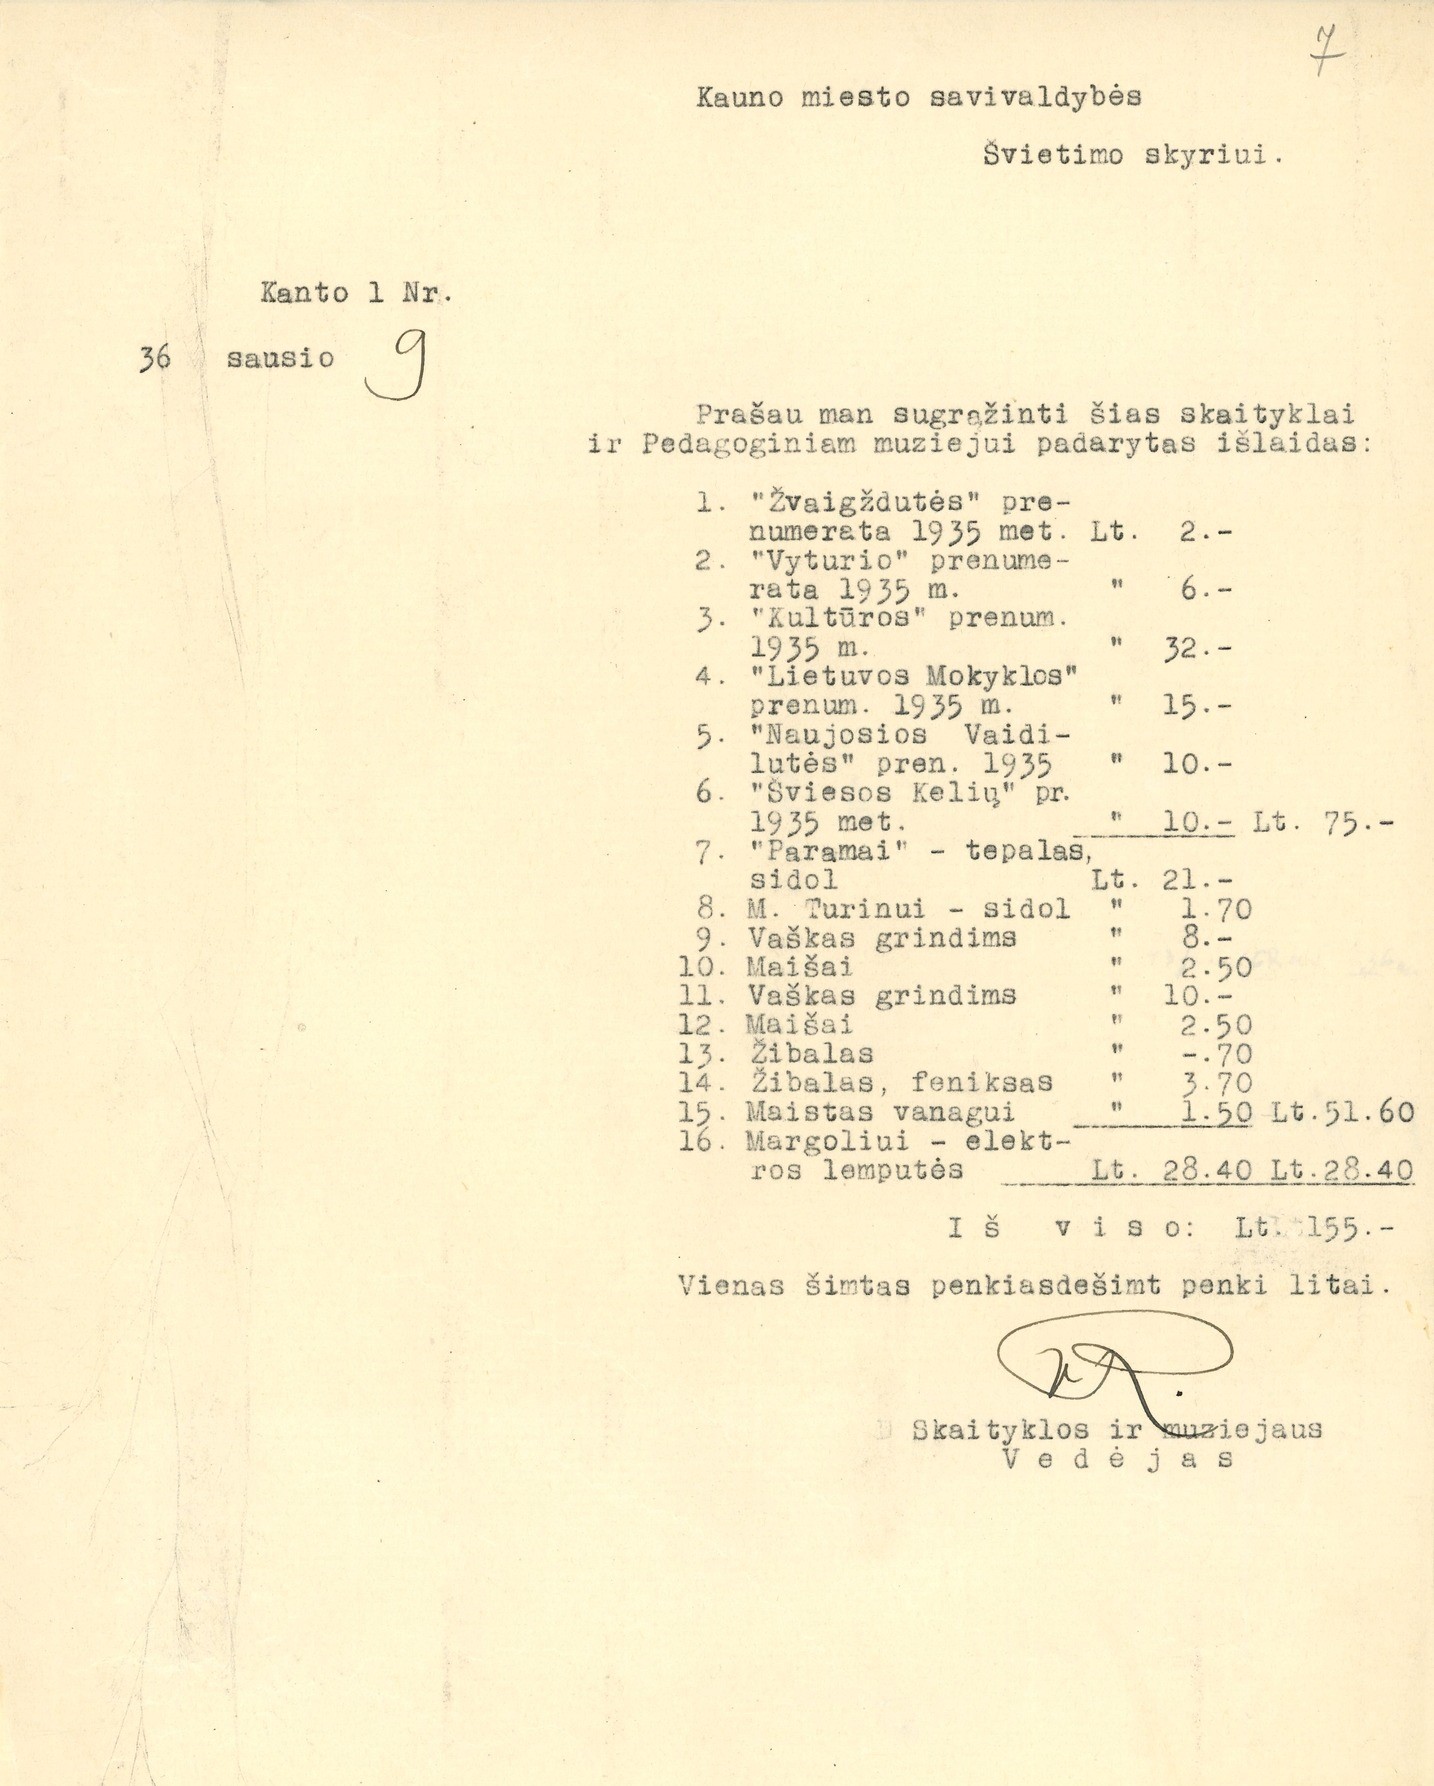 7
Kauno miesto savivaldybės
Švietimo skyriui.
Kanto 1 Nr.
36 sausio 9
Prašau man sugrąžinti šias skaityklai
ir Pedagoginiam muziejui padarytas išlaidas:
1. "Žvaigždutės" pre-
numerata 1935 met. Lt. 2.-
2. "Vyturio" prenume-
rata 1935 m. " 6.-
3. "Kultūros" prenum.
1935 m. " 32.-
4. "Lietuvos Mokyklos"
prenum. 1935 m. " 15.-
5. "Naujosios Vaidi-
lutės" pren. 1935 " 10.-
6. "Šviesos Kelių" pr.
1935 met. " 10.- Lt. 75.-
7. "Paramai" - tepalas,
sidol Lt. 21.-
8. M. Turinui - sidol " 1.70
9. Vaškas grindims " 8.-
10. Maišai " 2.50
11. Vaškas grindims " 10.-
12. Maišai " 2.50
13. Žibalas " -.70
14. Žibalas, feniksas " 3.70
15. Maistas vanagui " 1.50 Lt.51.60
16. Margoliui - elekt-
ros lemputės Lt. 28.40 Lt.28.40
I š v i s o: Lt. 155.-
Vienas šimtas penkiasdešimt penki litai.
Skaityklos ir muziejaus
V e d ė j a s